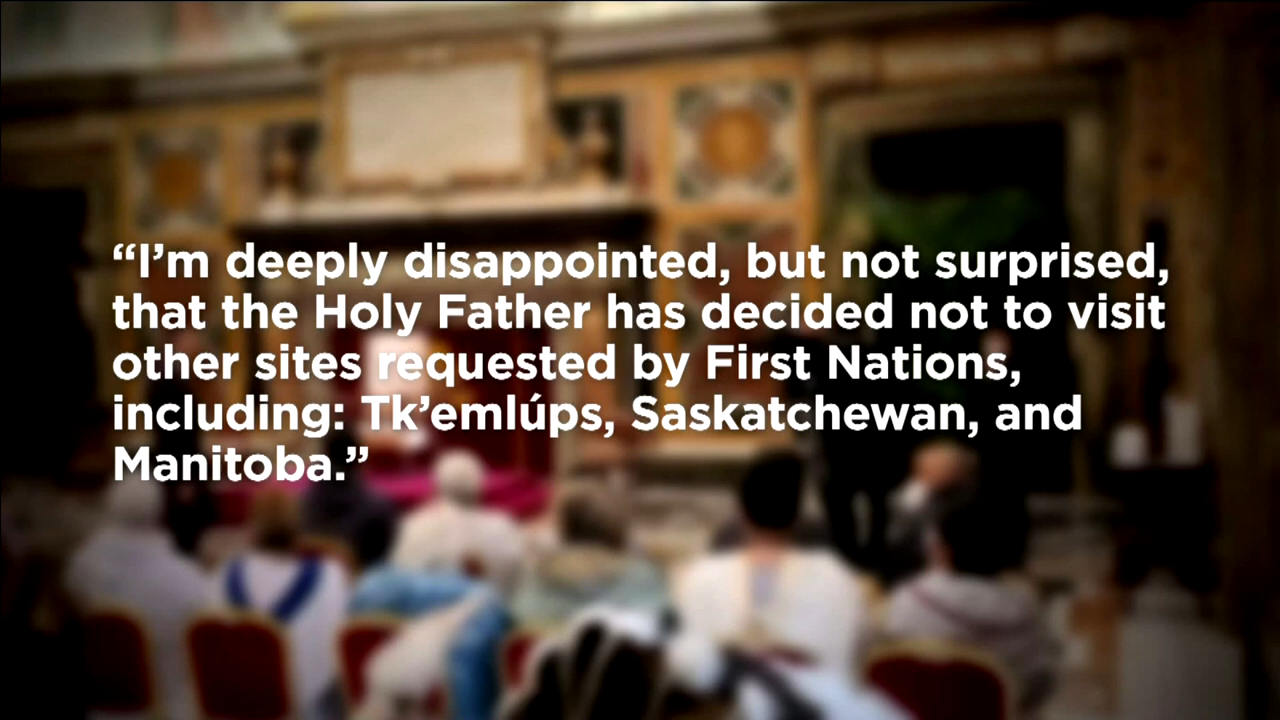 “I’m deeply disappointed, but not surprised,
that the Holy Father has decided not to visit
other sites requested by First Nations,
including: Tk’emlúps, Saskatchewan, and
Manitoba.”